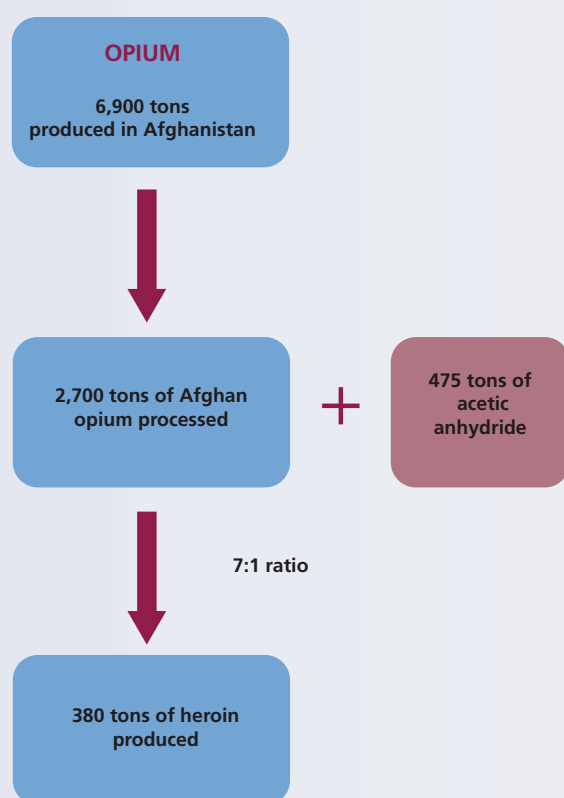 OPIUM
6,900 tons
produced in Afghanistan
2,700 tons of Afghan
opium processed
+
475 tons of
acetic
anhydride
7:1 ratio
380 tons of heroin
produced